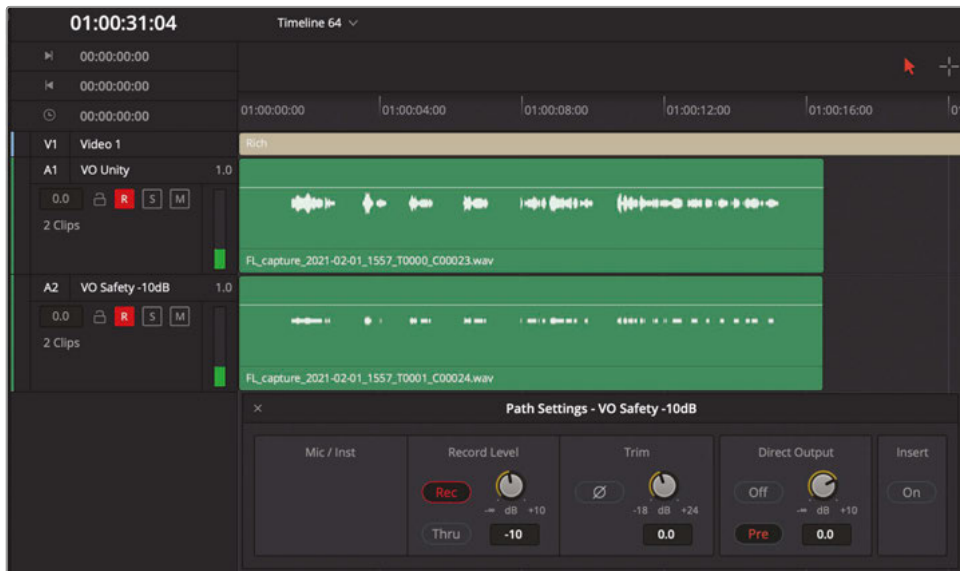 01:00:31:04 Timeline 64
00:00:00:00
00:00:00:00
00:00:00:00
01:00:00:00 01:00:04:00 01:00:08:00 01:00:12:00 01:00:16:00
V1 Video 1 Rich
A1 VO Unity 1.0
0.0 R S M
2 Clips
FL_capture_2021-02-01_1557_T0000_C00023.wav
A2 VO Safety -10dB 1.0
0.0 R S M
2 Clips
FL_capture_2021-02-01_1557_T0001_C00024.wav
× Path Settings - VO Safety -10dB
Mic / Inst Record Level Trim Direct Output Insert
Rec Ø Off On
-∞ dB +10 -18 dB +24 -∞ dB +10
Thru -10 0.0 Pre 0.0